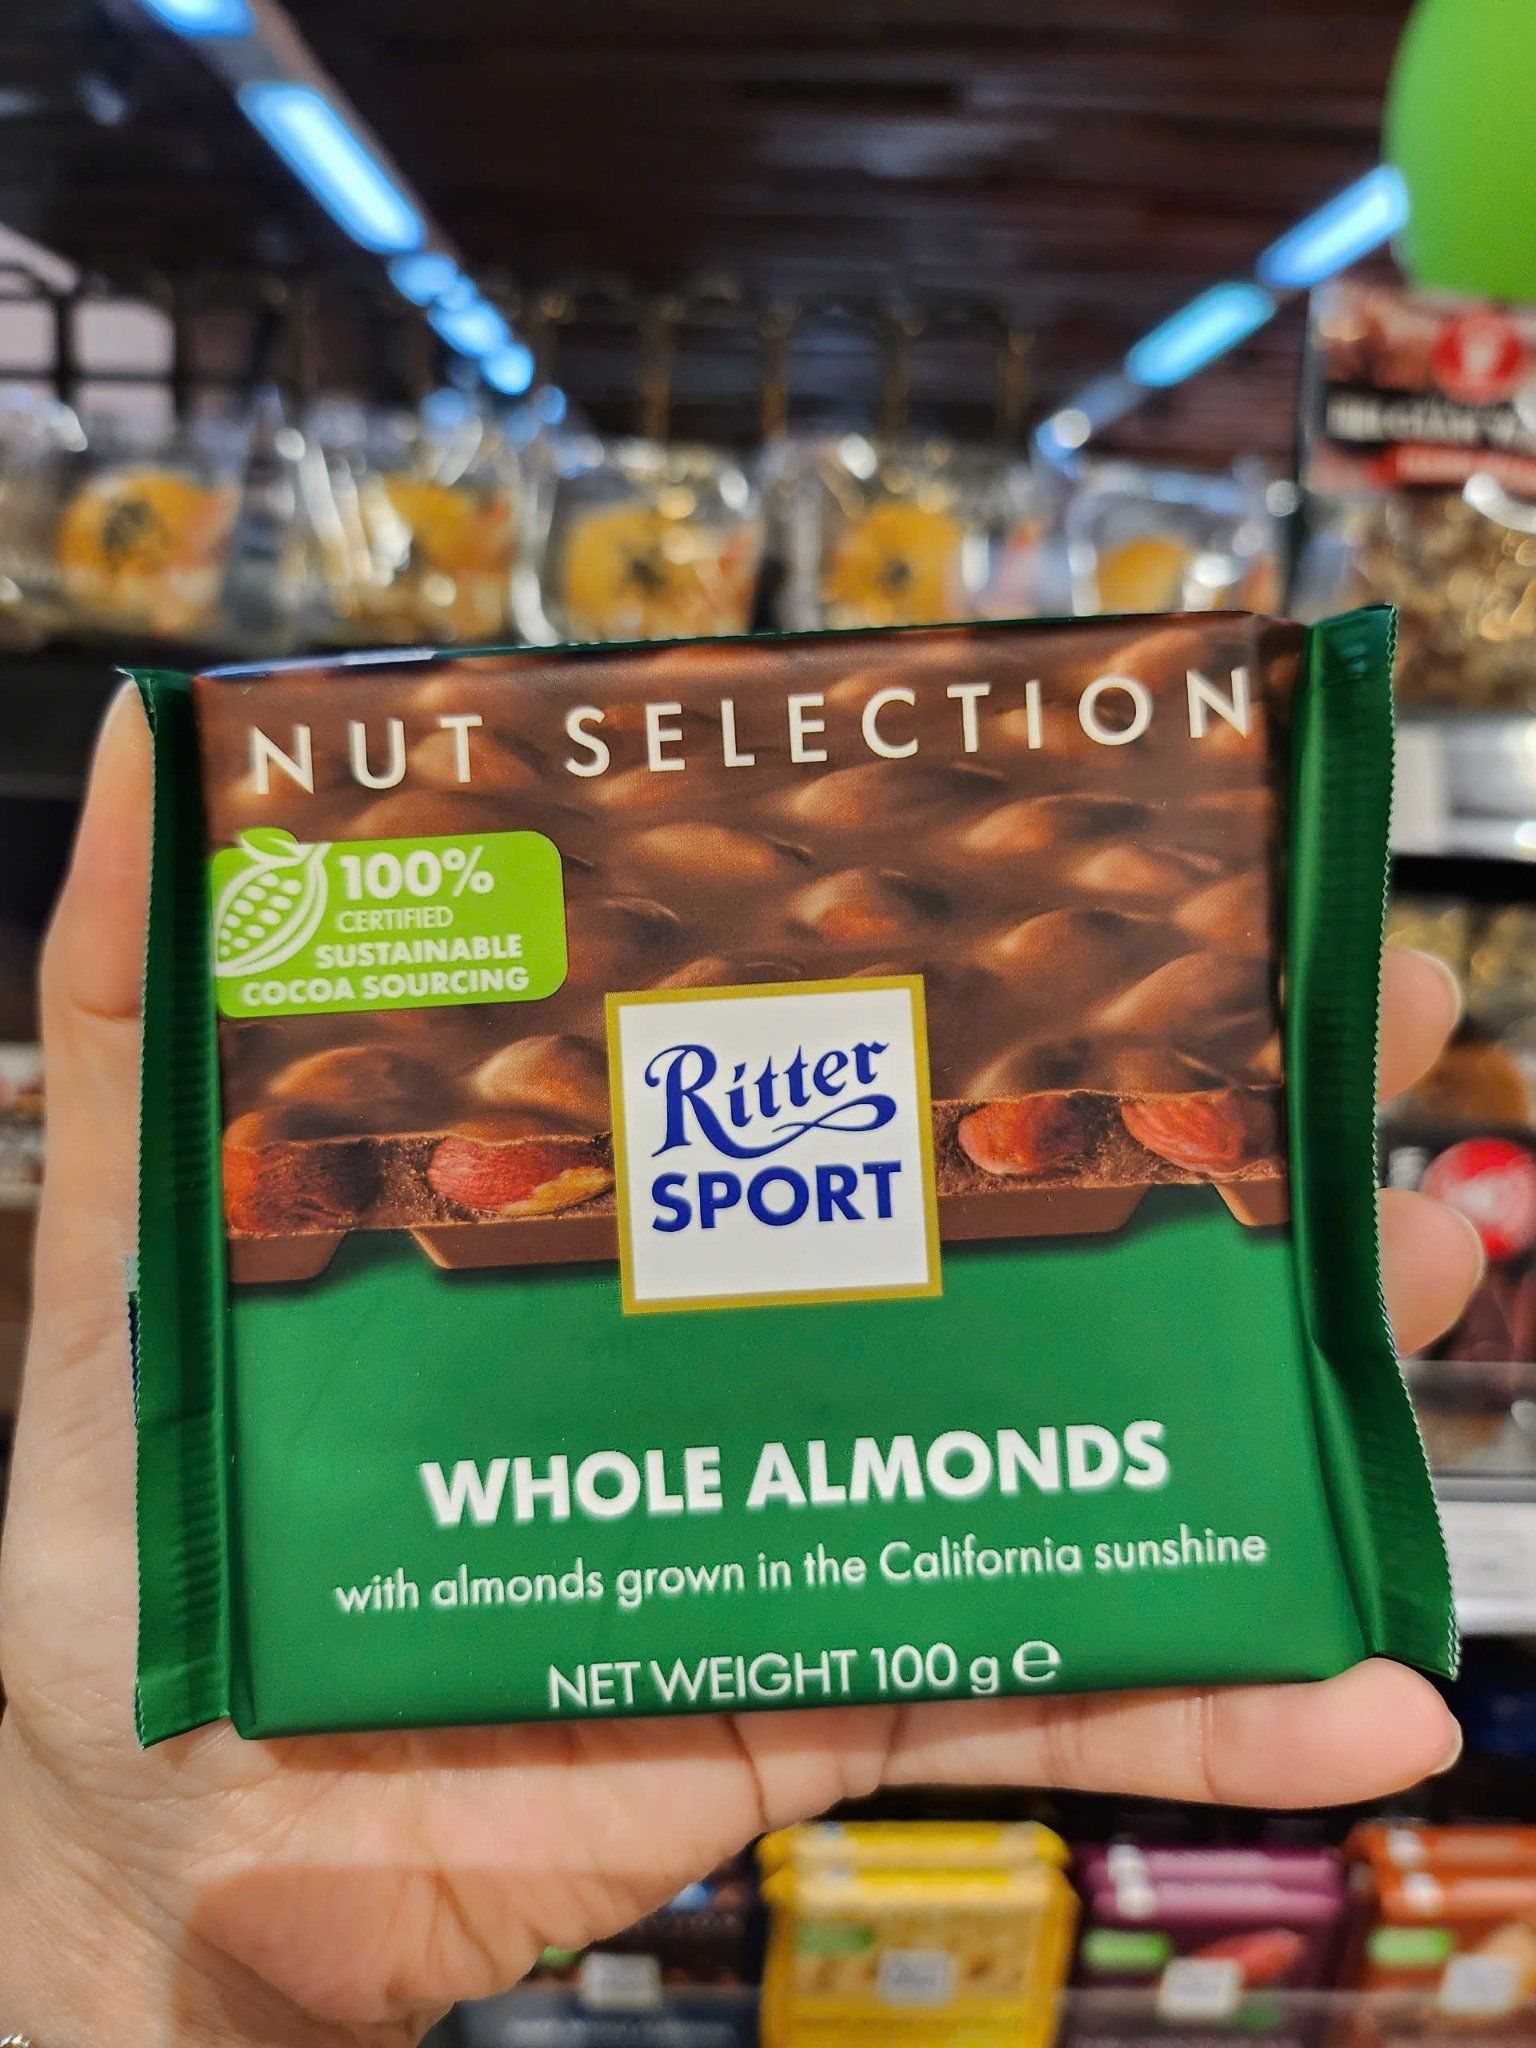 NUT SELECTION
100%
CERTIFIED
SUSTAINABLE
COCOA SOURCING
Ritter
SPORT
WHOLE ALMONDS
with almonds grown in the California sunshine
NET WEIGHT 100 g ℮